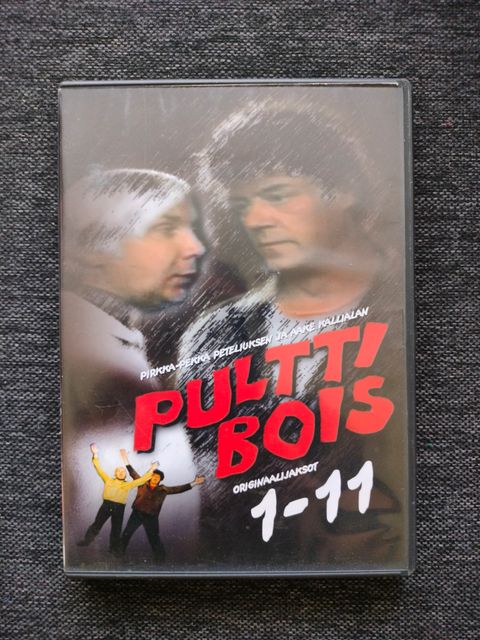 PIRKKA-PEKKA PETELIUKSEN JA AAKE KALLIALAN
PULTTI
BOIS
ORIGINAALIJAKSOT
1-11